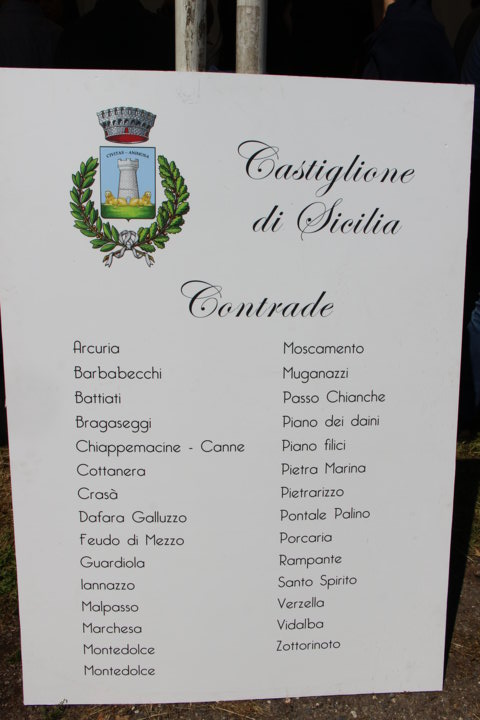 CIVITAS - ANIMOSA
Castiglione
di Sicilia
Contrade
Arcuria
Barbabecchi
Battiati
Bragaseggi
Chiappemacine - Canne
Cottanera
Crasà
Dafara Galluzzo
Feudo di Mezzo
Guardiola
Iannazzo
Malpasso
Marchesa
Montedolce
Montedolce
Moscamento
Muganazzi
Passo Chianche
Piano dei daini
Piano filici
Pietra Marina
Pietrarizzo
Pontale Palino
Porcaria
Rampante
Santo Spirito
Verzella
Vidalba
Zottorinoto